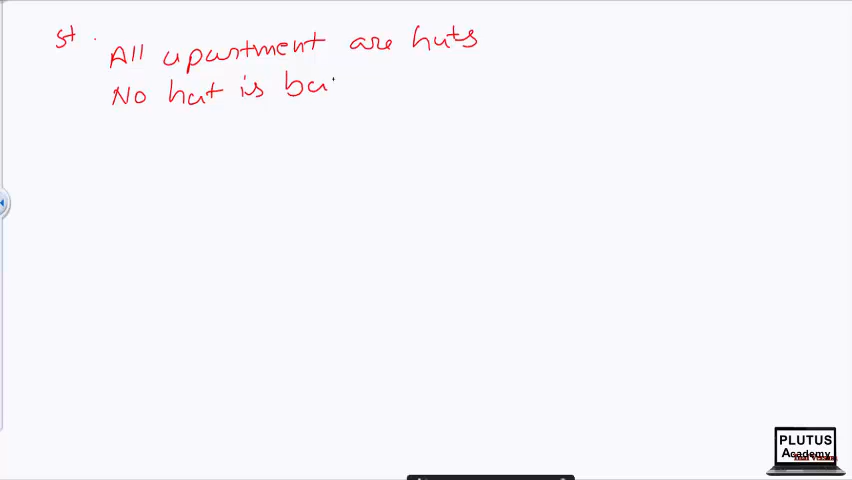 St.
All apartment are huts
No hut is
PLUTUS
Academy